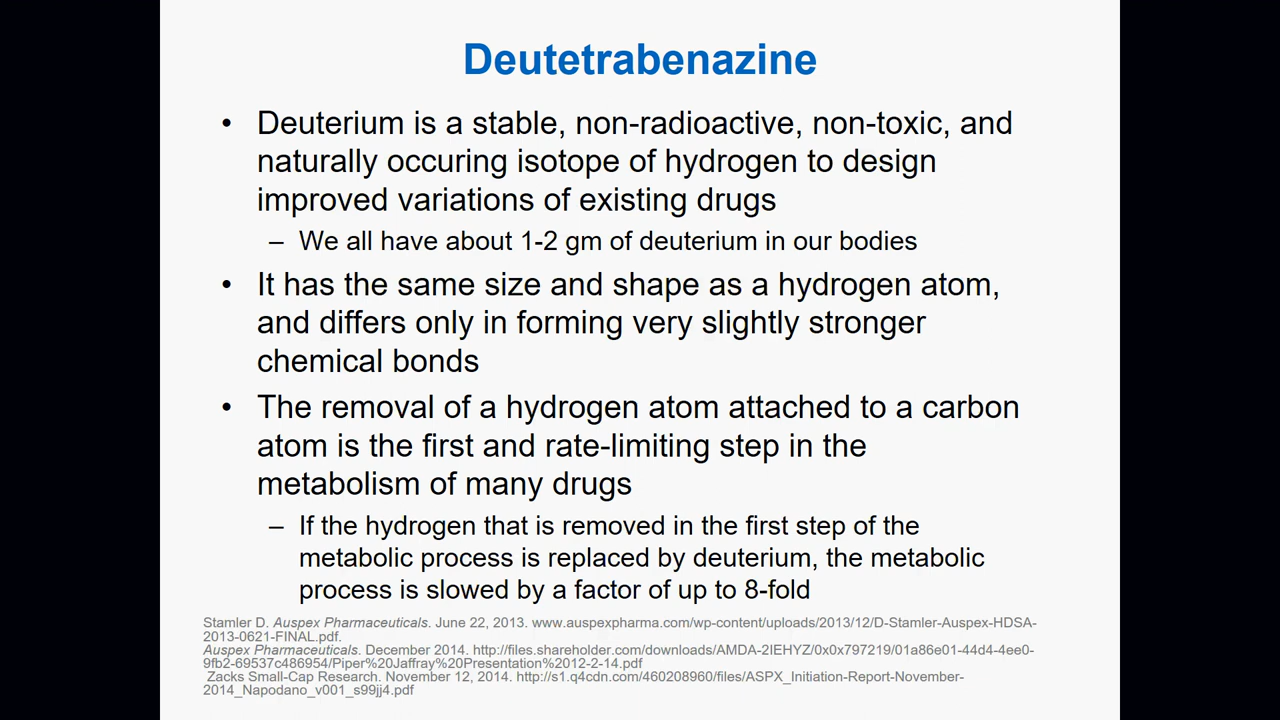 Deutetrabenazine
• Deuterium is a stable, non-radioactive, non-toxic, and
naturally occuring isotope of hydrogen to design
improved variations of existing drugs
– We all have about 1-2 gm of deuterium in our bodies
• It has the same size and shape as a hydrogen atom,
and differs only in forming very slightly stronger
chemical bonds
• The removal of a hydrogen atom attached to a carbon
atom is the first and rate-limiting step in the
metabolism of many drugs
– If the hydrogen that is removed in the first step of the
metabolic process is replaced by deuterium, the metabolic
process is slowed by a factor of up to 8-fold
Stamler D. Auspex Pharmaceuticals. June 22, 2013. www.auspexpharma.com/wp-content/uploads/2013/12/D-Stamler-Auspex-HDSA-
2013-0621-FINAL.pdf.
Auspex Pharmaceuticals. December 2014. http://files.shareholder.com/downloads/AMDA-2IEHYZ/0x0x797219/01a86e01-44d4-4ee0-
9fb2-69537c486954/Piper%20Jaffray%20Presentation%2012-2-14.pdf
Zacks Small-Cap Research. November 12, 2014. http://s1.q4cdn.com/460208960/files/ASPX_Initiation-Report-November-
2014_Napodano_v001_s99jj4.pdf